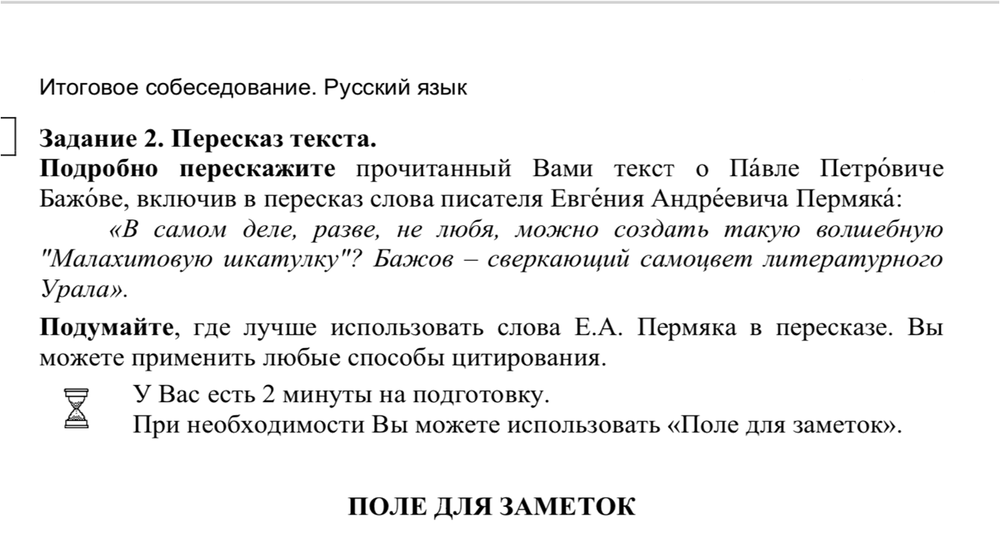 Итоговое собеседование. Русский язык
Задание 2. Пересказ текста.
Подробно перескажите прочитанный Вами текст о Па́вле Петро́виче
Бажо́ве, включив в пересказ слова писателя Евге́ния Андре́евича Пермяка́:
«В самом деле, разве, не любя, можно создать такую волшебную
"Малахитовую шкатулку"? Бажов – сверкающий самоцвет литературного
Урала».
Подумайте, где лучше использовать слова Е.А. Пермяка в пересказе. Вы
можете применить любые способы цитирования.
У Вас есть 2 минуты на подготовку.
При необходимости Вы можете использовать «Поле для заметок».
ПОЛЕ ДЛЯ ЗАМЕТОК